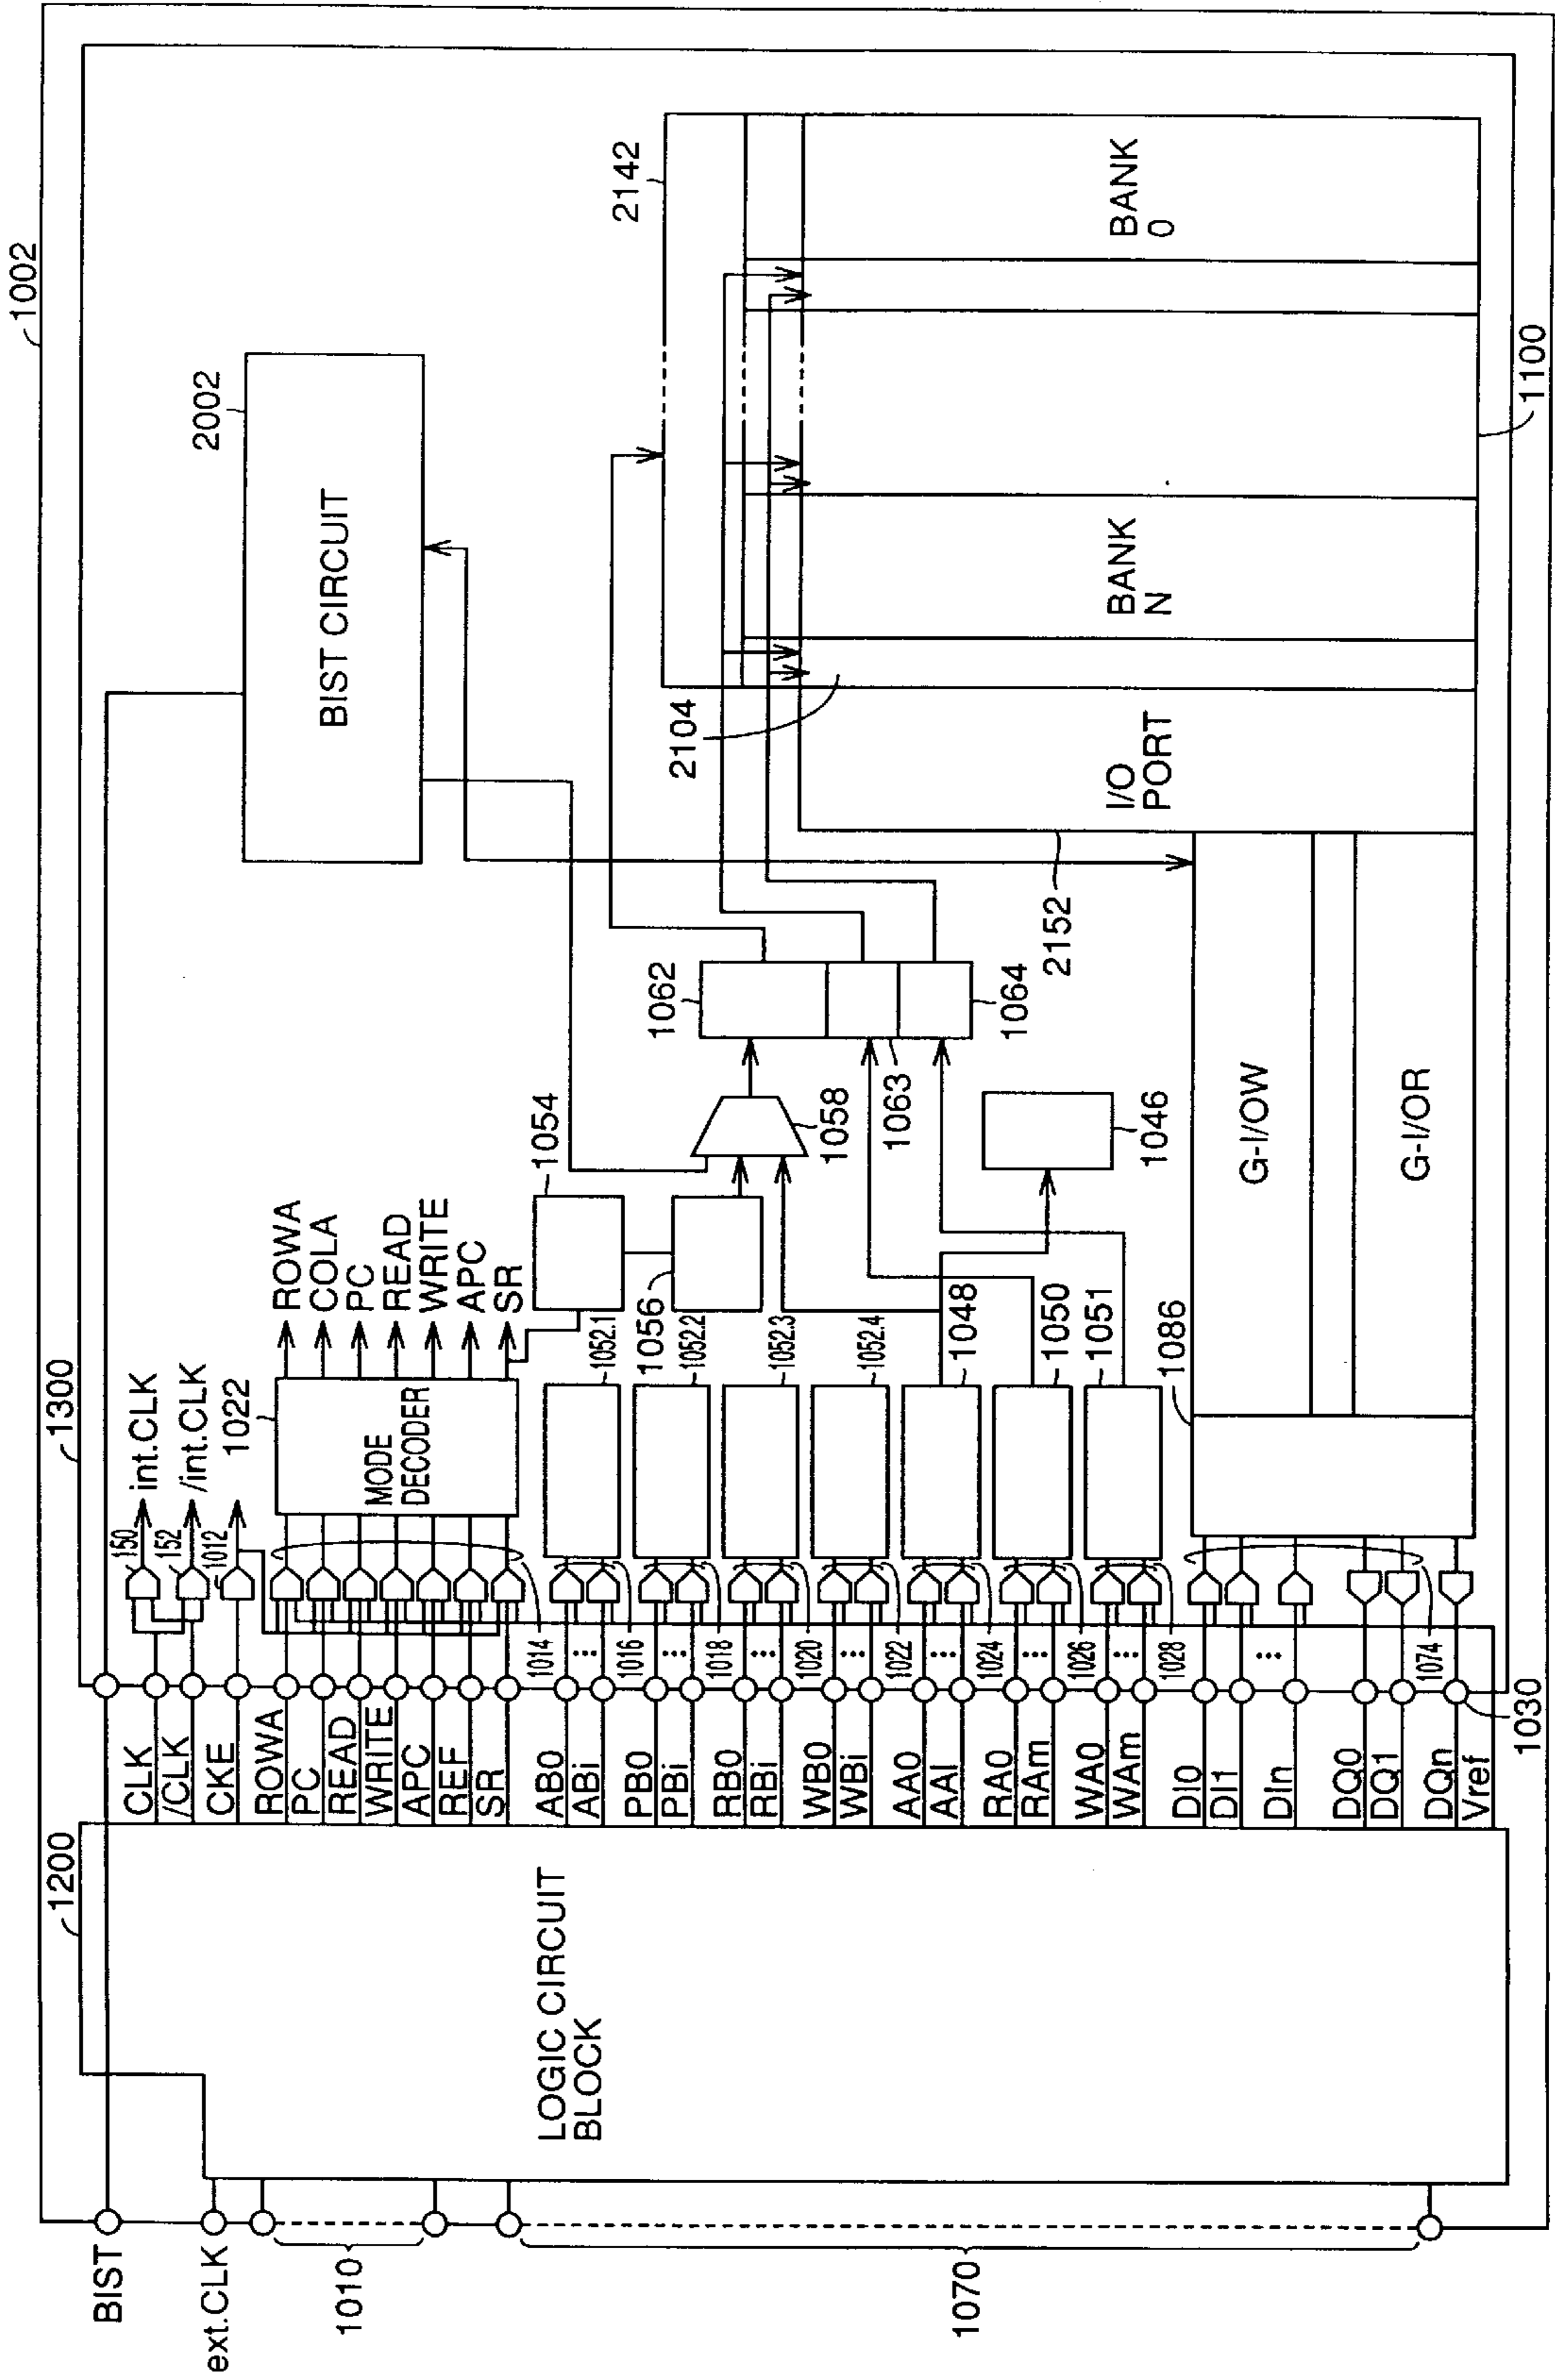 1002
1300
1200
BIST
ext.CLK
1010
1070
LOGIC CIRCUIT
BLOCK
CLK
/CLK
CKE
ROWA
PC
READ
WRITE
APC
REF
SR
AB0
ABi
PB0
PBi
RB0
RBi
WB0
WBi
AA0
AAl
RA0
RAm
WA0
WAm
DI0
DI1
DIn
DQ0
DQ1
DQn
Vref
1030
150
152
1012
int.CLK
/int.CLK
1022
MODE
DECODER
ROWA
COLA
PC
READ
WRITE
APC
SR
1014
1016
1018
1020
1022
1024
1026
1028
1074
1052.1
1052.2
1052.3
1052.4
1048
1050
1051
1086
1054
1056
1058
1062
1063
1064
1046
2002
BIST CIRCUIT
2142
2104
2152
G-I/OW
G-I/OR
I/O
PORT
BANK
N
BANK
0
1100